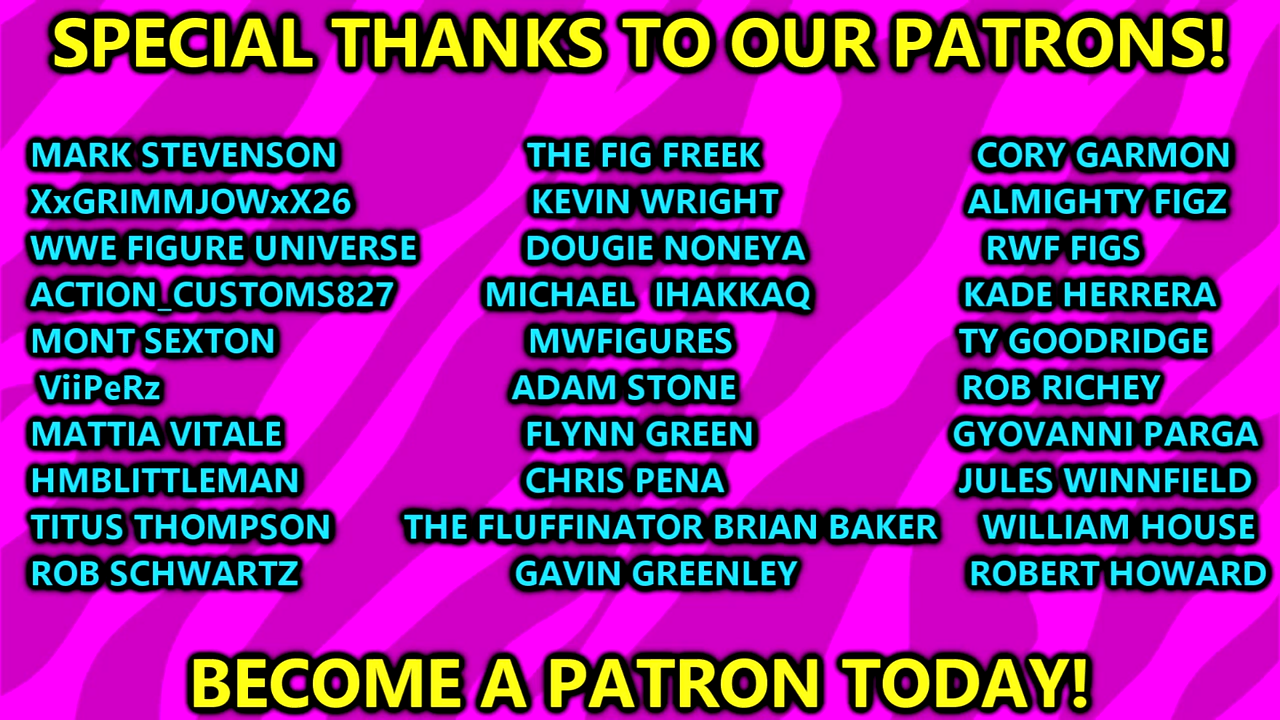 SPECIAL THANKS TO OUR PATRONS!
MARK STEVENSON
XxGRIMMJOWxX26
WWE FIGURE UNIVERSE
ACTION_CUSTOMS827
MONT SEXTON
ViiPeRz
MATTIA VITALE
HMBLITTLEMAN
TITUS THOMPSON
ROB SCHWARTZ
THE FIG FREEK
KEVIN WRIGHT
DOUGIE NONEYA
MICHAEL IHAKKAQ
MWFIGURES
ADAM STONE
FLYNN GREEN
CHRIS PENA
THE FLUFFINATOR BRIAN BAKER
GAVIN GREENLEY
CORY GARMON
ALMIGHTY FIGZ
RWF FIGS
KADE HERRERA
TY GOODRIDGE
ROB RICHEY
GYOVANNI PARGA
JULES WINNFIELD
WILLIAM HOUSE
ROBERT HOWARD
BECOME A PATRON TODAY!